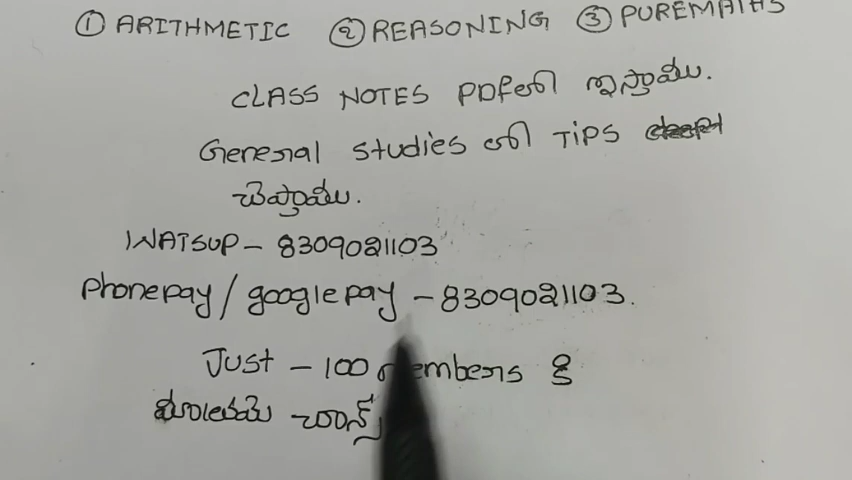 ① ARITHMETIC ② REASONING ③ PUREMATHS
CLASS NOTES PDFలో ఇస్తాము.
General studies లో TIPS
చెప్తాము.
WATSUP - 8309021103
Phonepay / googlepay - 8309021103.
Just - 100 members కి
మాత్రమే చాన్స్